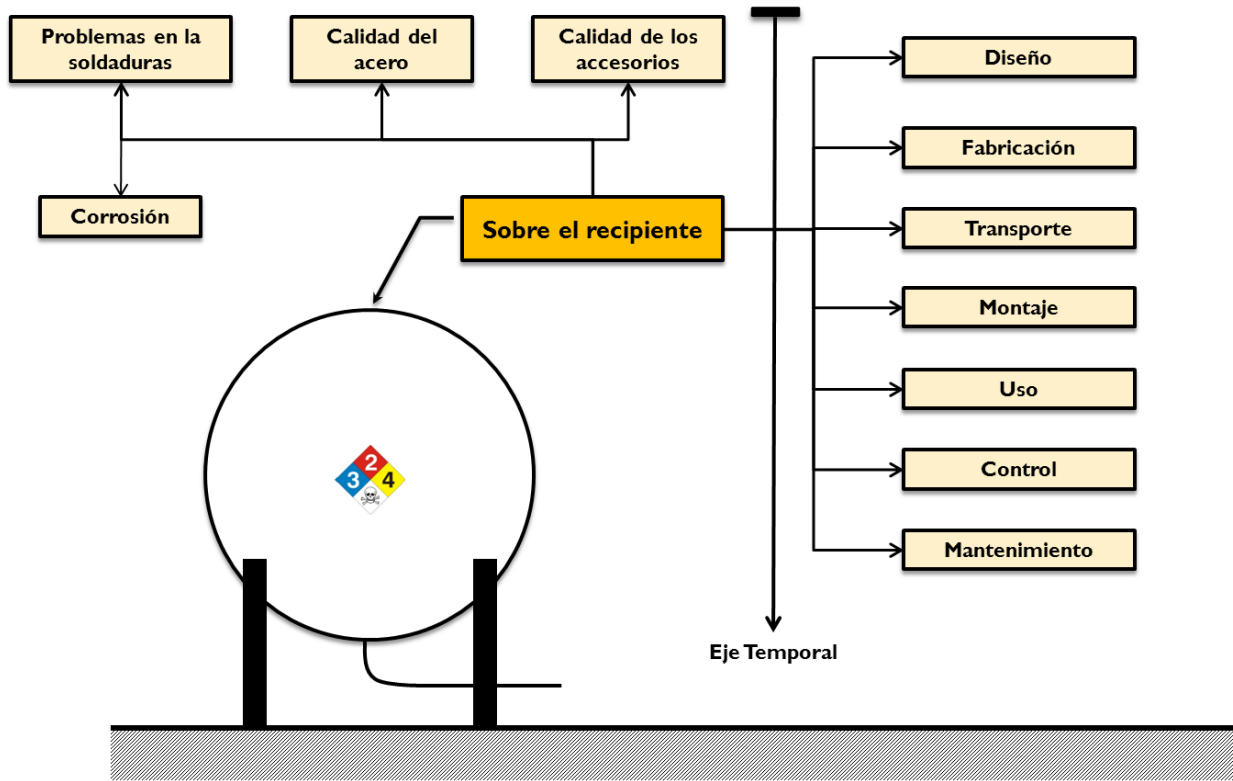 Problemas en la
soldaduras
Calidad del
acero
Calidad de los
accesorios
Corrosión
Sobre el recipiente
Diseño
Fabricación
Transporte
Montaje
Uso
Control
Mantenimiento
Eje Temporal
2
3 4